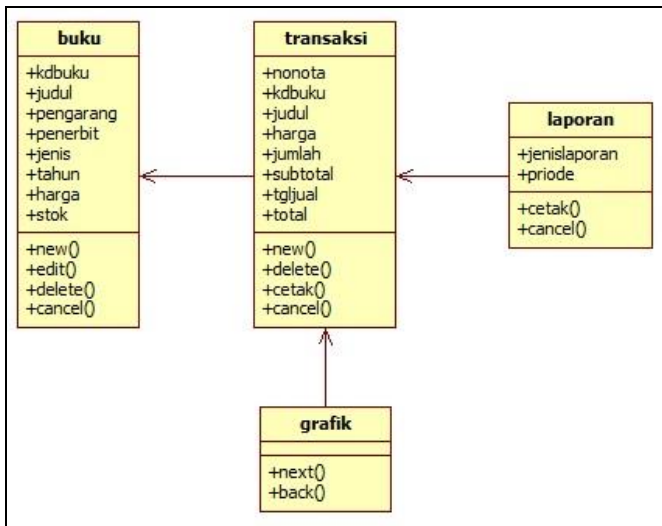 buku
+kdbuku
+judul
+pengarang
+penerbit
+jenis
+tahun
+harga
+stok
+new()
+edit()
+delete()
+cancel()
transaksi
+nonota
+kdbuku
+judul
+harga
+jumlah
+subtotal
+tgljual
+total
+new()
+delete()
+cetak()
+cancel()
laporan
+jenislaporan
+priode
+cetak()
+cancel()
grafik
+next()
+back()